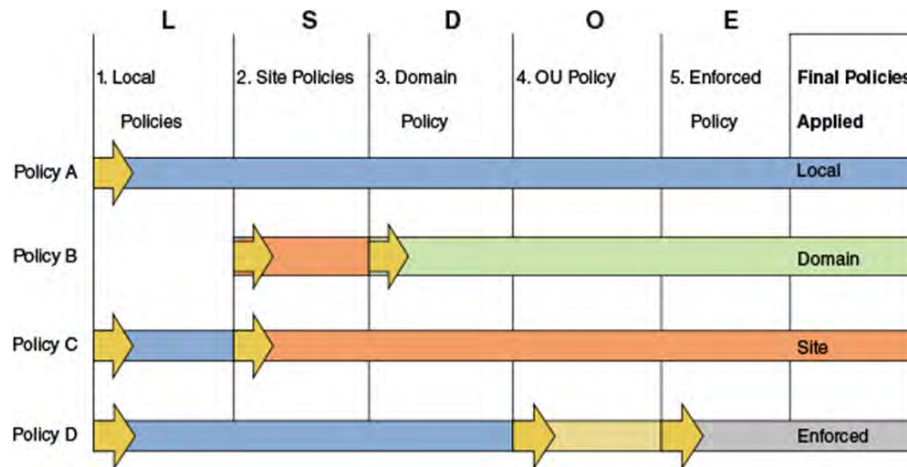 L S D O E
1. Local 2. Site Policies 3. Domain 4. OU Policy 5. Enforced Final Policies
Policies Policy Policy Applied
Policy A Local
Policy B Domain
Policy C Site
Policy D Enforced